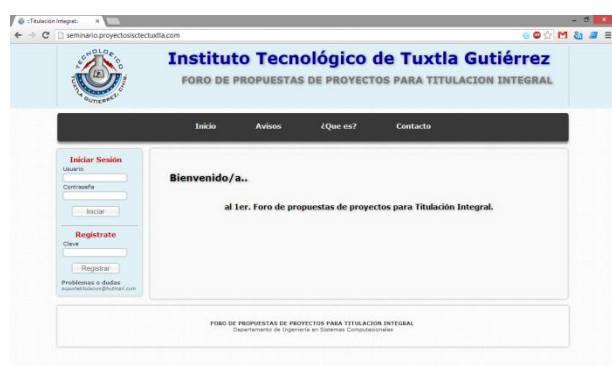 ::Titulación Integral::
seminario.proyectosisctectuxtla.com
Instituto Tecnológico de Tuxtla Gutiérrez
FORO DE PROPUESTAS DE PROYECTOS PARA TITULACION INTEGRAL
Inicio Avisos ¿Que es? Contacto
Iniciar Sesión
Usuario
Contraseña
Iniciar
Registrate
Clave
Registrar
Problemas o dudas
Bienvenido/a..
al 1er. Foro de propuestas de proyectos para Titulación Integral.
FORO DE PROPUESTAS DE PROYECTOS PARA TITULACION INTEGRAL
Departamento de Ingeniería en Sistemas Computacionales